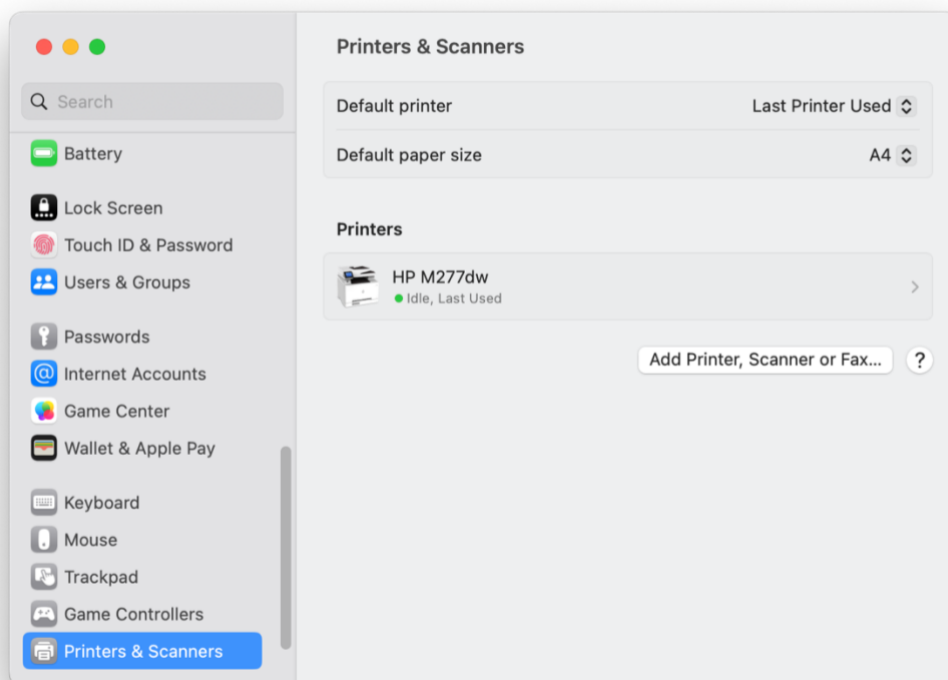 Search
Battery
Lock Screen
Touch ID & Password
Users & Groups
Passwords
Internet Accounts
Game Center
Wallet & Apple Pay
Keyboard
Mouse
Trackpad
Game Controllers
Printers & Scanners
Printers & Scanners
Default printer Last Printer Used
Default paper size A4
Printers
HP M277dw
Idle, Last Used
Add Printer, Scanner or Fax... ?